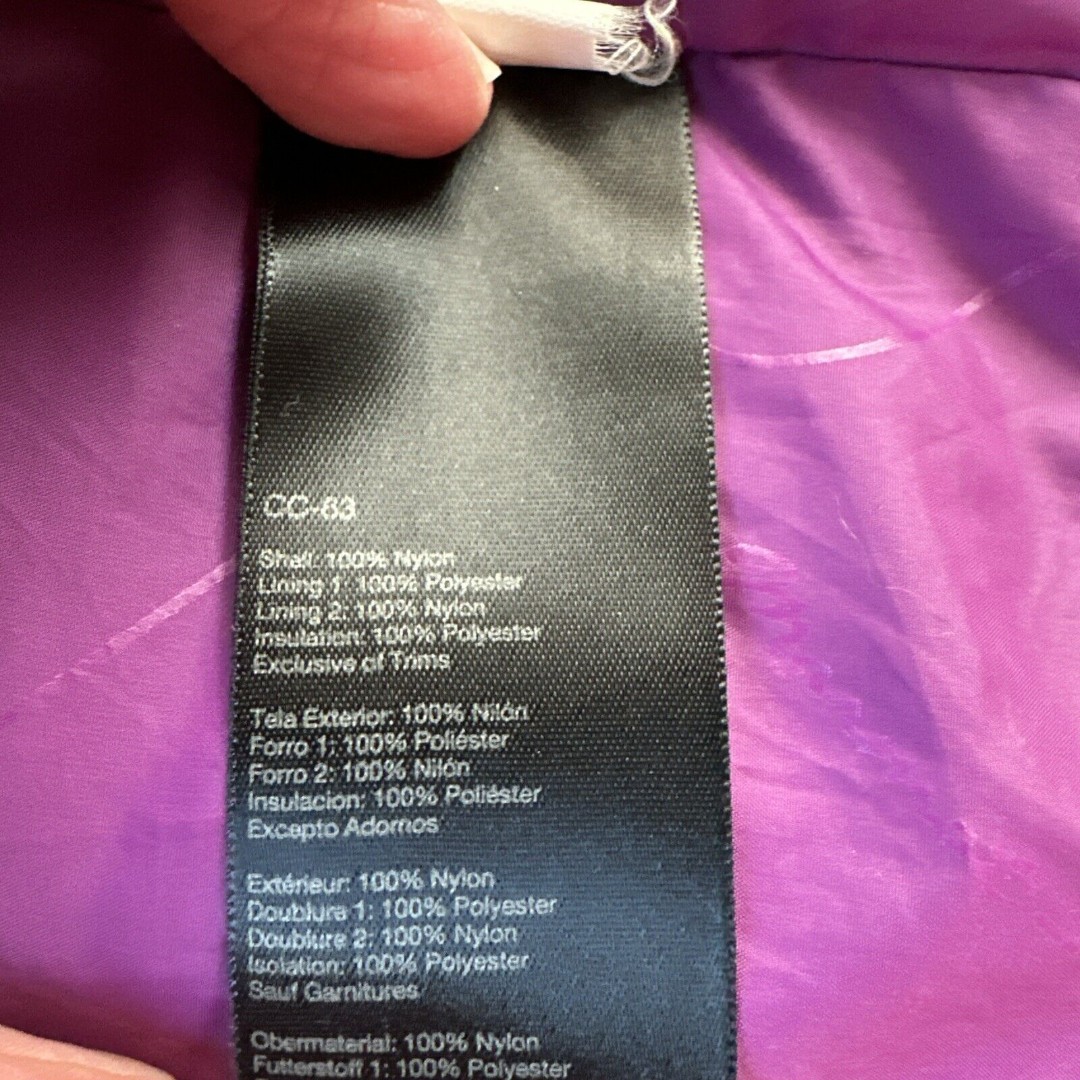 CC-63
Shell: 100% Nylon
Lining 1: 100% Polyester
Lining 2: 100% Nylon
Insulation: 100% Polyester
Exclusive of Trims
Tela Exterior: 100% Nilón
Forro 1: 100% Poliéster
Forro 2: 100% Nilón
Insulacion: 100% Poliéster
Excepto Adornos
Extérieur: 100% Nylon
Doublure 1: 100% Polyester
Doublure 2: 100% Nylon
Isolation: 100% Polyester
Sauf Garnitures
Obermaterial: 100% Nylon
Futterstoff 1: 100% Polyester